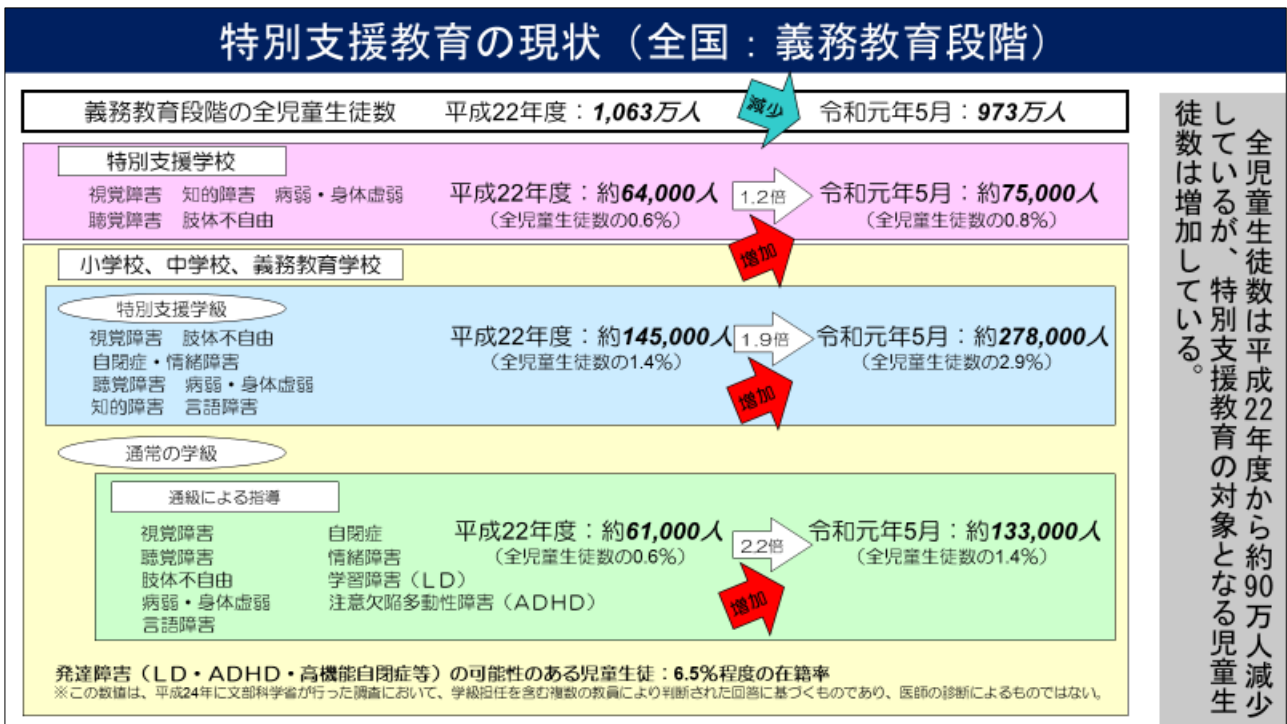 特別支援教育の現状（全国：義務教育段階）
義務教育段階の全児童生徒数 平成22年度：1,063万人 減少 令和元年5月：973万人
特別支援学校
視覚障害 知的障害 病弱・身体虚弱
聴覚障害 肢体不自由
平成22年度：約64,000人
（全児童生徒数の0.6%）
1.2倍
増加
令和元年5月：約75,000人
（全児童生徒数の0.8%）
小学校、中学校、義務教育学校
特別支援学級
視覚障害 肢体不自由
自閉症・情緒障害
聴覚障害 病弱・身体虚弱
知的障害 言語障害
平成22年度：約145,000人
（全児童生徒数の1.4%）
1.9倍
増加
令和元年5月：約278,000人
（全児童生徒数の2.9%）
通常の学級
通級による指導
視覚障害 自閉症
聴覚障害 情緒障害
肢体不自由 学習障害（ＬＤ）
病弱・身体虚弱 注意欠陥多動性障害（ADHD）
言語障害
平成22年度：約61,000人
（全児童生徒数の0.6%）
2.2倍
増加
令和元年5月：約133,000人
（全児童生徒数の1.4%）
発達障害（ＬＤ・ＡＤＨＤ・高機能自閉症等）の可能性のある児童生徒：6.5%程度の在籍率
※この数値は、平成24年に文部科学省が行った調査において、学級担任を含む複数の教員により判断された回答に基づくものであり、医師の診断によるものではない。
全児童生徒数は平成22年度から約90万人減少
しているが、特別支援教育の対象となる児童生
徒数は増加している。